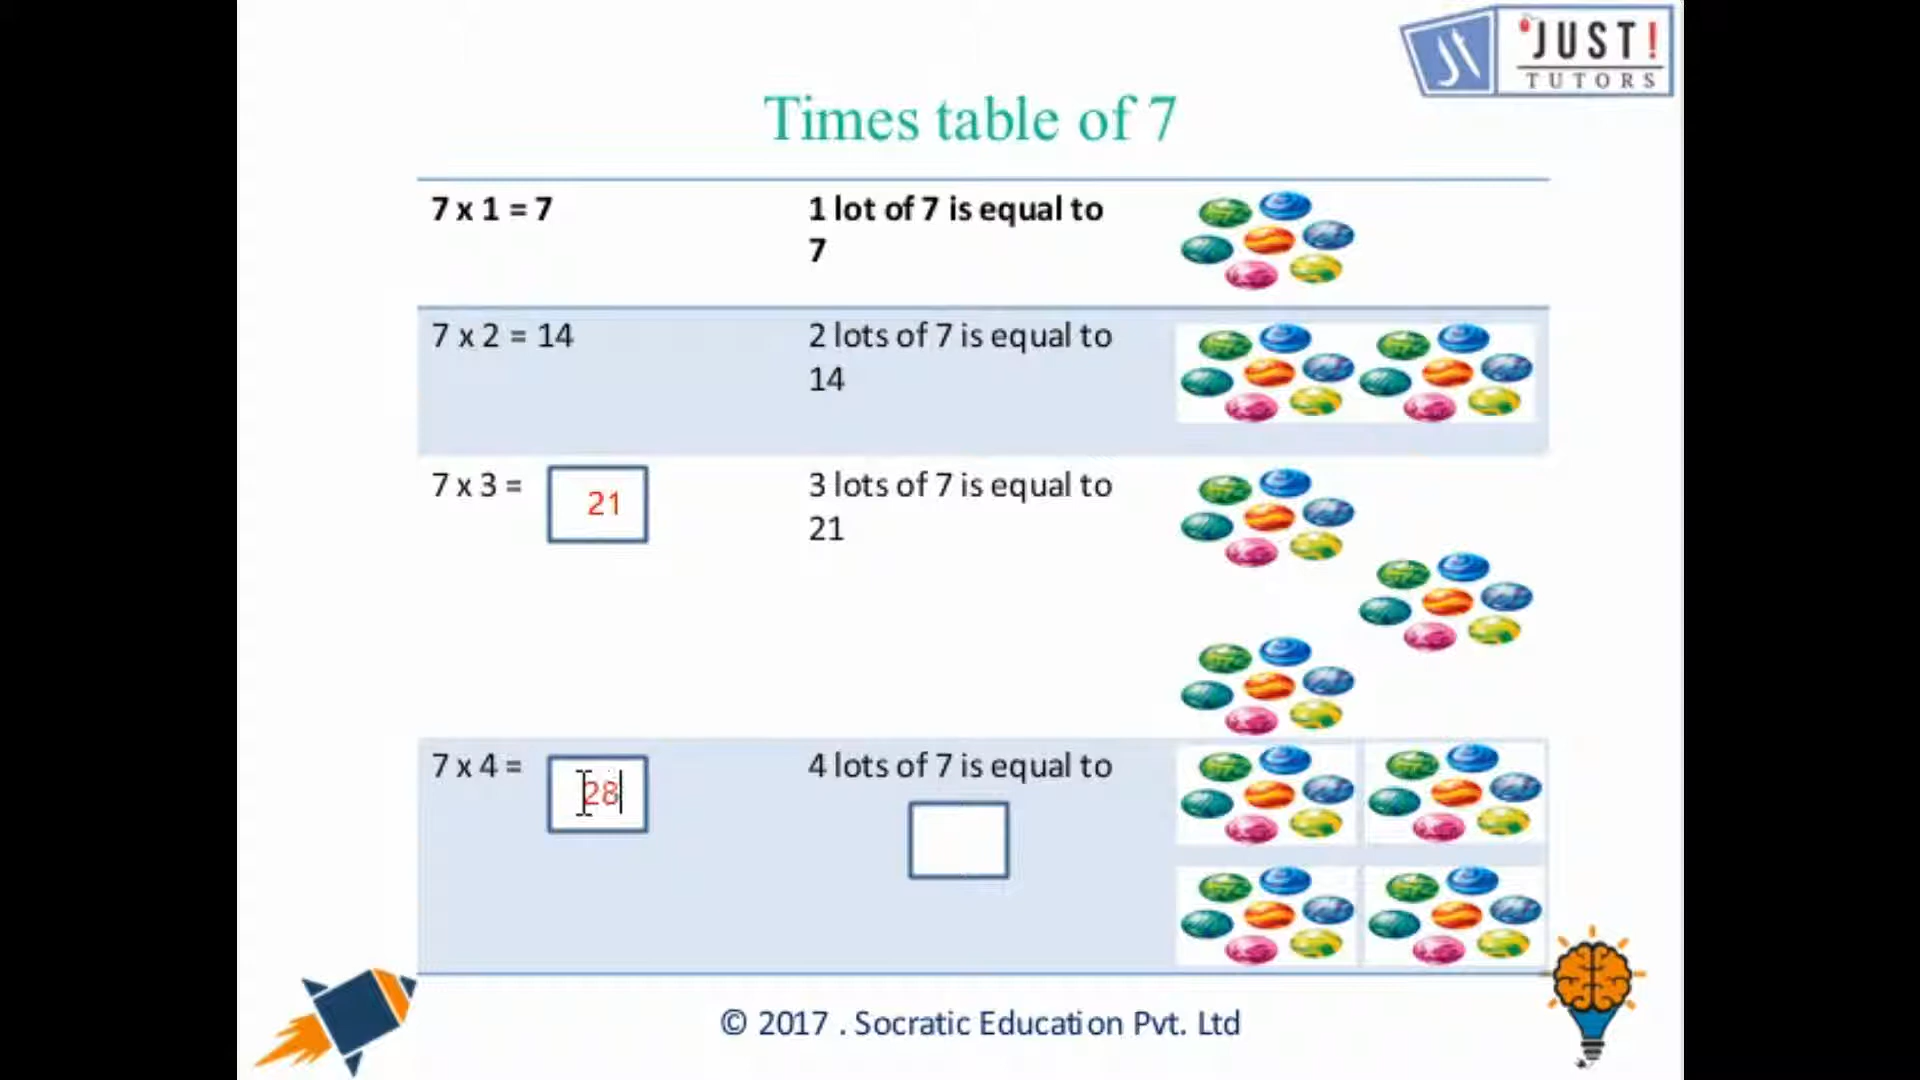 JUST!
TUTORS
Times table of 7
7 x 1 = 7
1 lot of 7 is equal to
7
7 x 2 = 14
2 lots of 7 is equal to
14
7 x 3 =
21
3 lots of 7 is equal to
21
7 x 4 =
28
4 lots of 7 is equal to
© 2017 . Socratic Education Pvt. Ltd